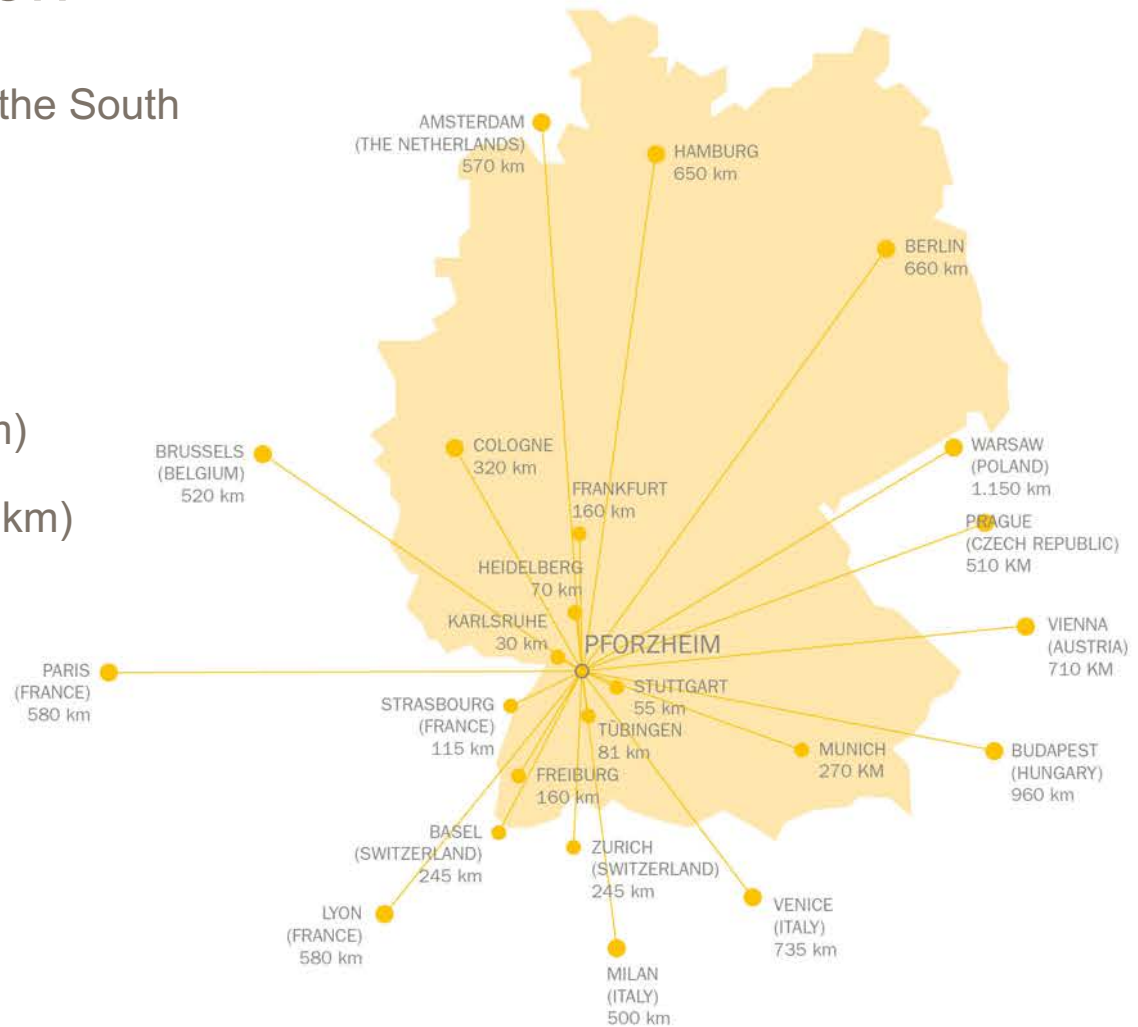 the South
AMSTERDAM
(THE NETHERLANDS)
570 km
HAMBURG
650 km
BERLIN
660 km
m)
km)
BRUSSELS
(BELGIUM)
520 km
COLOGNE
320 km
WARSAW
(POLAND)
1.150 km
FRANKFURT
160 km
PRAGUE
(CZECH REPUBLIC)
510 KM
HEIDELBERG
70 km
KARLSRUHE
30 km
PFORZHEIM
VIENNA
(AUSTRIA)
710 KM
PARIS
(FRANCE)
580 km
STUTTGART
55 km
STRASBOURG
(FRANCE)
115 km
TÜBINGEN
81 km
MUNICH
270 KM
BUDAPEST
(HUNGARY)
960 km
FREIBURG
160 km
BASEL
(SWITZERLAND)
245 km
ZURICH
(SWITZERLAND)
245 km
LYON
(FRANCE)
580 km
VENICE
(ITALY)
735 km
MILAN
(ITALY)
500 km